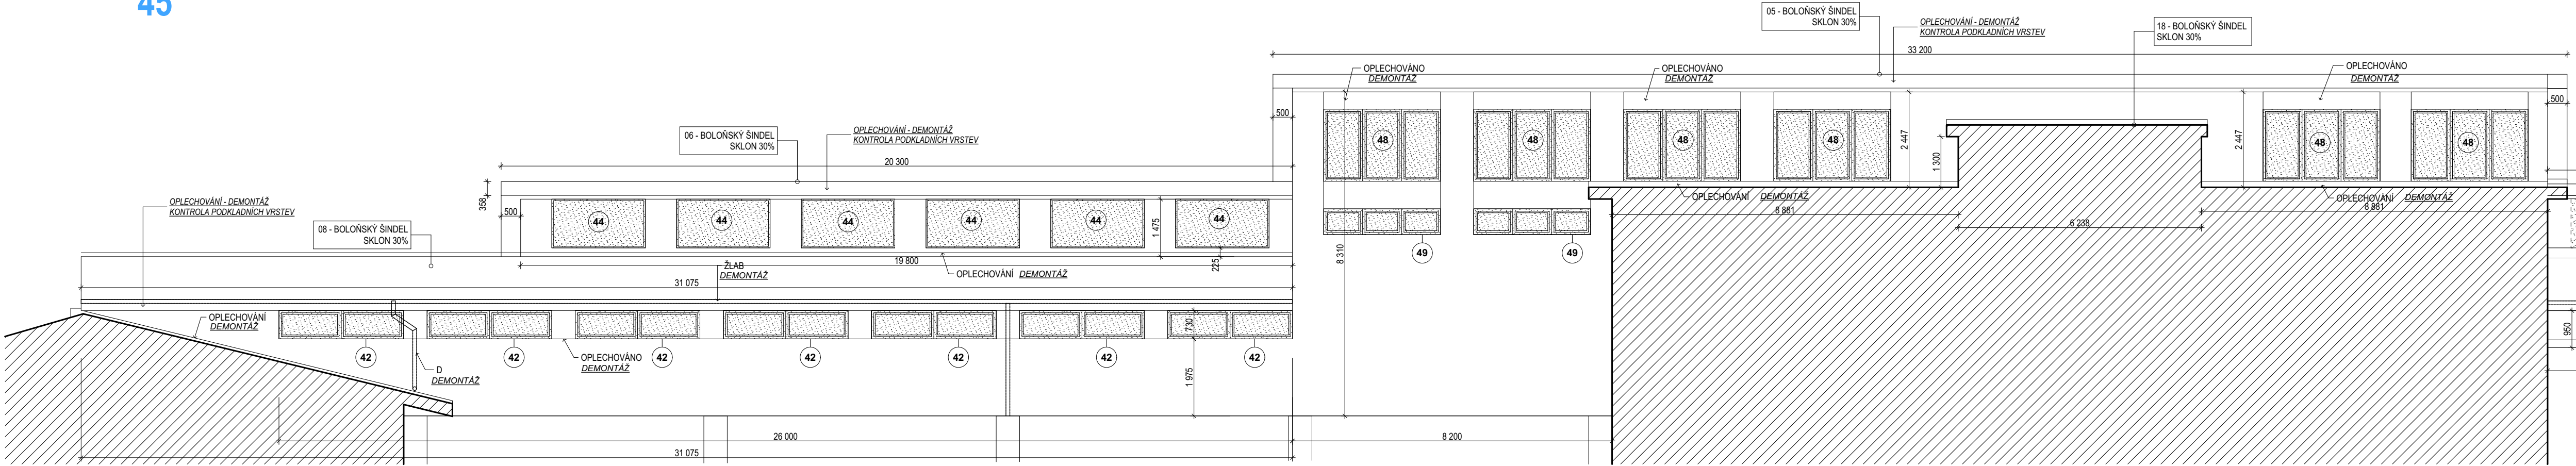 45
05 - BOLOŇSKÝ ŠINDEL
SKLON 30%
OPLECHOVÁNÍ - DEMONTÁŽ
KONTROLA PODKLADNÍCH VRSTEV
18 - BOLOŇSKÝ ŠINDEL
SKLON 30%
33 200
OPLECHOVÁNO
DEMONTÁŽ
OPLECHOVÁNO
DEMONTÁŽ
OPLECHOVÁNO
DEMONTÁŽ
500
500
48
48
48
48
48
48
2 447
1 300
2 447
06 - BOLOŇSKÝ ŠINDEL
SKLON 30%
OPLECHOVÁNÍ - DEMONTÁŽ
KONTROLA PODKLADNÍCH VRSTEV
20 300
358
500
44
44
44
44
44
44
1 475
225
OPLECHOVÁNÍ DEMONTÁŽ
OPLECHOVÁNÍ DEMONTÁŽ
8 881
6 238
8 881
49
49
8 310
OPLECHOVÁNÍ - DEMONTÁŽ
KONTROLA PODKLADNÍCH VRSTEV
08 - BOLOŇSKÝ ŠINDEL
SKLON 30%
19 800
ŽLAB
DEMONTÁŽ
OPLECHOVÁNÍ DEMONTÁŽ
31 075
OPLECHOVÁNÍ
DEMONTÁŽ
730
950
42
42
42
42
42
42
42
OPLECHOVÁNO
DEMONTÁŽ
D
DEMONTÁŽ
1 975
26 000
8 200
31 075